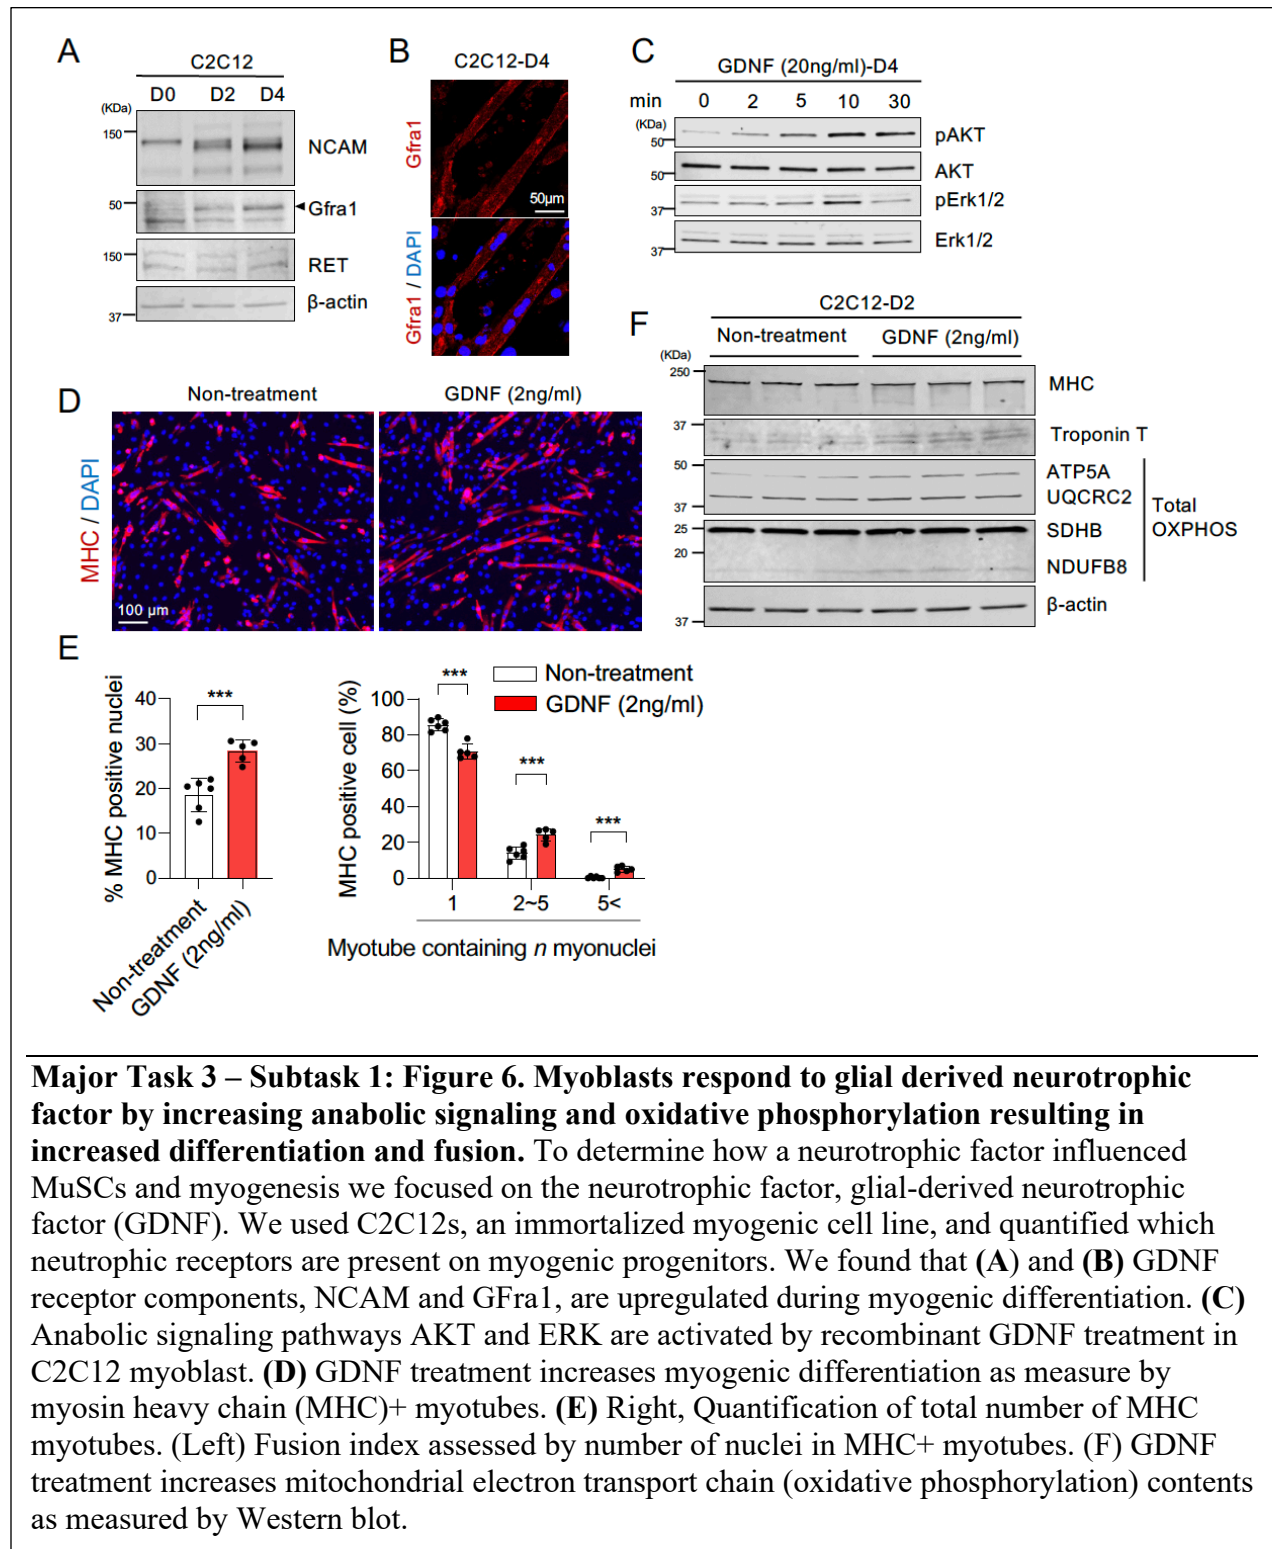 A
C2C12
D0 D2 D4
(KDa)
150
NCAM
50
Gfra1
150
RET
β-actin
37
B
C2C12-D4
Gfra1
50µm
Gfra1 / DAPI
C
GDNF (20ng/ml)-D4
min 0 2 5 10 30
(KDa)
50
pAKT
50
AKT
37
pErk1/2
37
Erk1/2
D
Non-treatment GDNF (2ng/ml)
MHC / DAPI
100 µm
F
C2C12-D2
Non-treatment GDNF (2ng/ml)
(KDa)
250
MHC
37
Troponin T
50
ATP5A
UQCRC2
37
25
SDHB
20
NDUFB8
Total
OXPHOS
β-actin
37
E
% MHC positive nuclei
40
30
20
10
0
***
Non-treatment
GDNF (2ng/ml)
Non-treatment
GDNF (2ng/ml)
MHC positive cell (%)
100
80
60
40
20
0
***
***
***
1 2~5 5<
Myotube containing n myonuclei
Major Task 3 – Subtask 1: Figure 6. Myoblasts respond to glial derived neurotrophic
factor by increasing anabolic signaling and oxidative phosphorylation resulting in
increased differentiation and fusion. To determine how a neurotrophic factor influenced
MuSCs and myogenesis we focused on the neurotrophic factor, glial-derived neurotrophic
factor (GDNF). We used C2C12s, an immortalized myogenic cell line, and quantified which
neutrophic receptors are present on myogenic progenitors. We found that (A) and (B) GDNF
receptor components, NCAM and GFra1, are upregulated during myogenic differentiation. (C)
Anabolic signaling pathways AKT and ERK are activated by recombinant GDNF treatment in
C2C12 myoblast. (D) GDNF treatment increases myogenic differentiation as measure by
myosin heavy chain (MHC)+ myotubes. (E) Right, Quantification of total number of MHC
myotubes. (Left) Fusion index assessed by number of nuclei in MHC+ myotubes. (F) GDNF
treatment increases mitochondrial electron transport chain (oxidative phosphorylation) contents
as measured by Western blot.